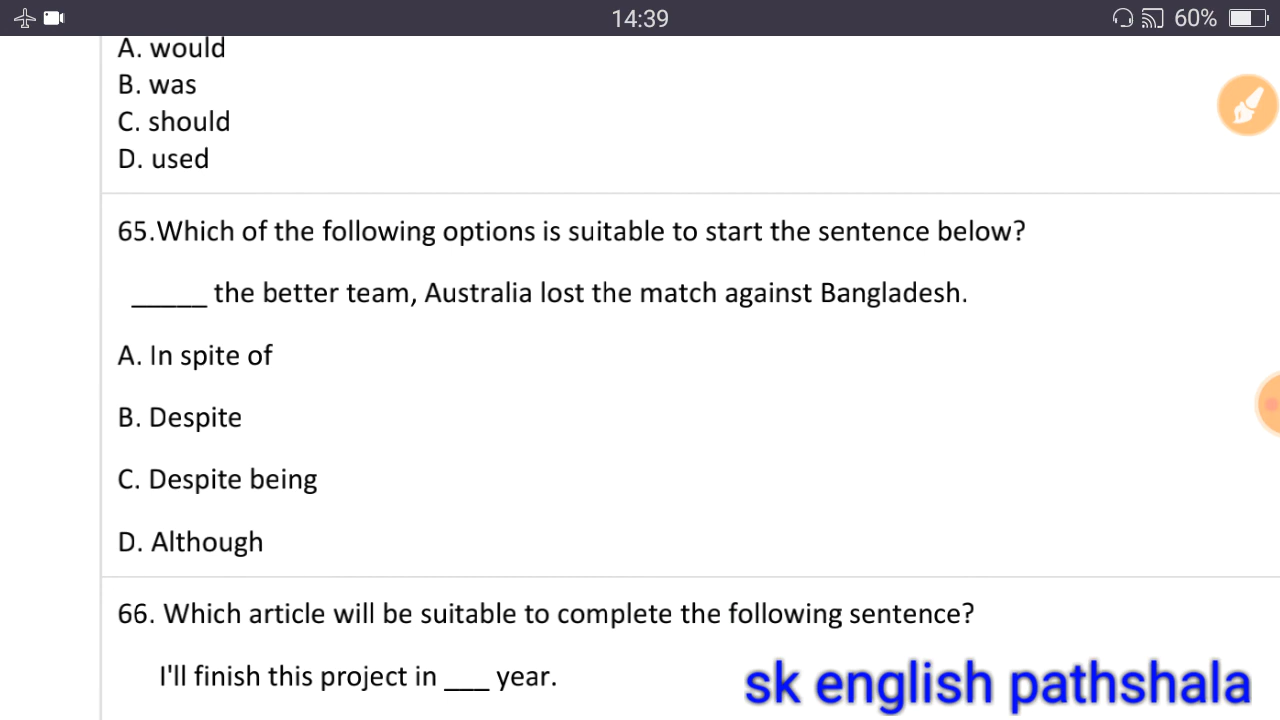 14:39
60%
A. would
B. was
C. should
D. used
65.Which of the following options is suitable to start the sentence below?
_____ the better team, Australia lost the match against Bangladesh.
A. In spite of
B. Despite
C. Despite being
D. Although
66. Which article will be suitable to complete the following sentence?
I'll finish this project in ___ year.
sk english pathshala